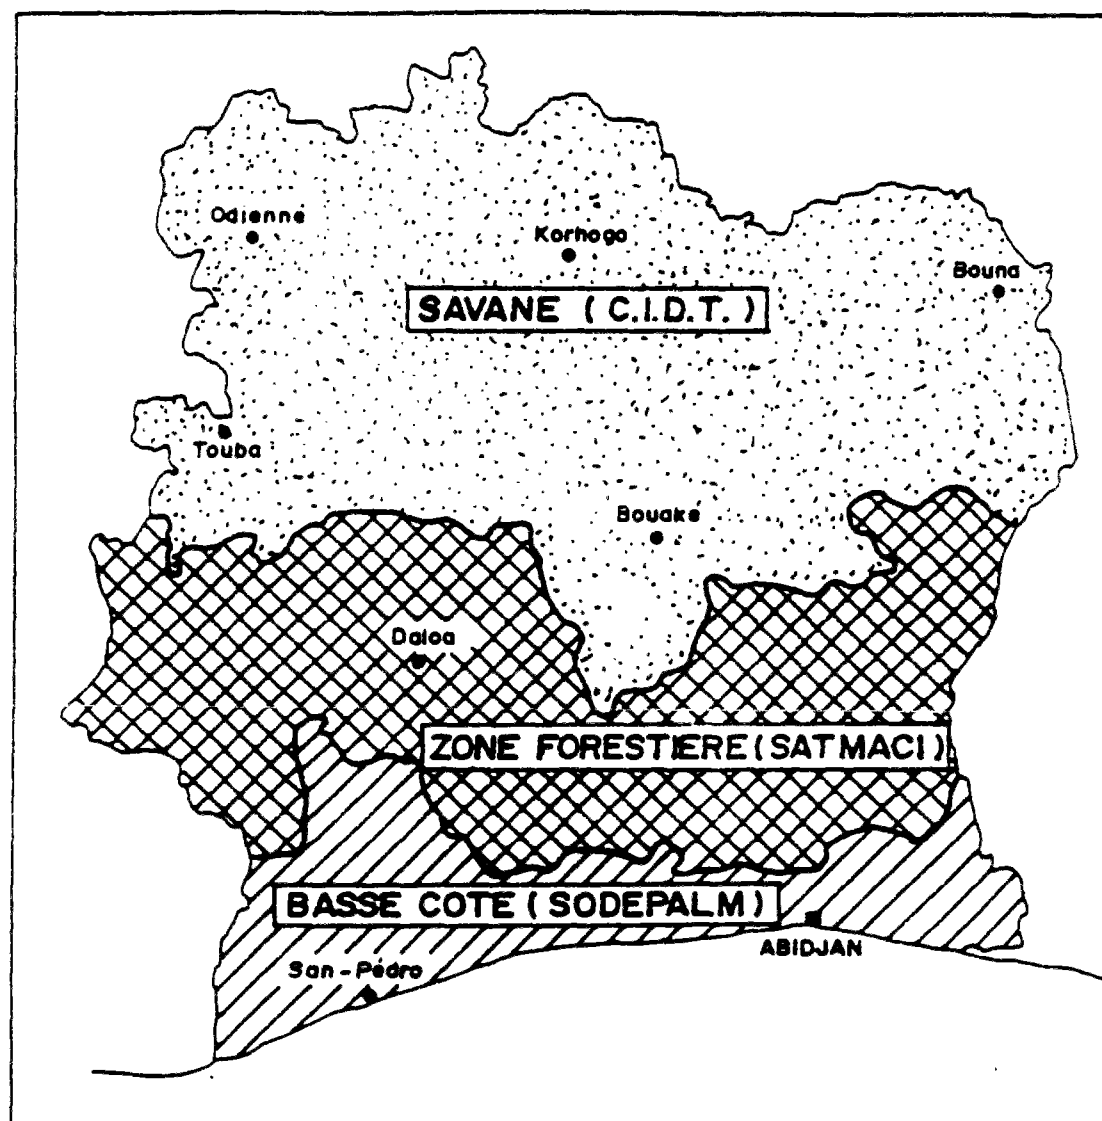 Odienne
Korhogo
Bouna
SAVANE (C.I.D.T.)
Touba
Bouake
Daloa
ZONE FORESTIERE (SATMACI)
BASSE COTE (SODEPALM)
ABIDJAN
San-Pédro